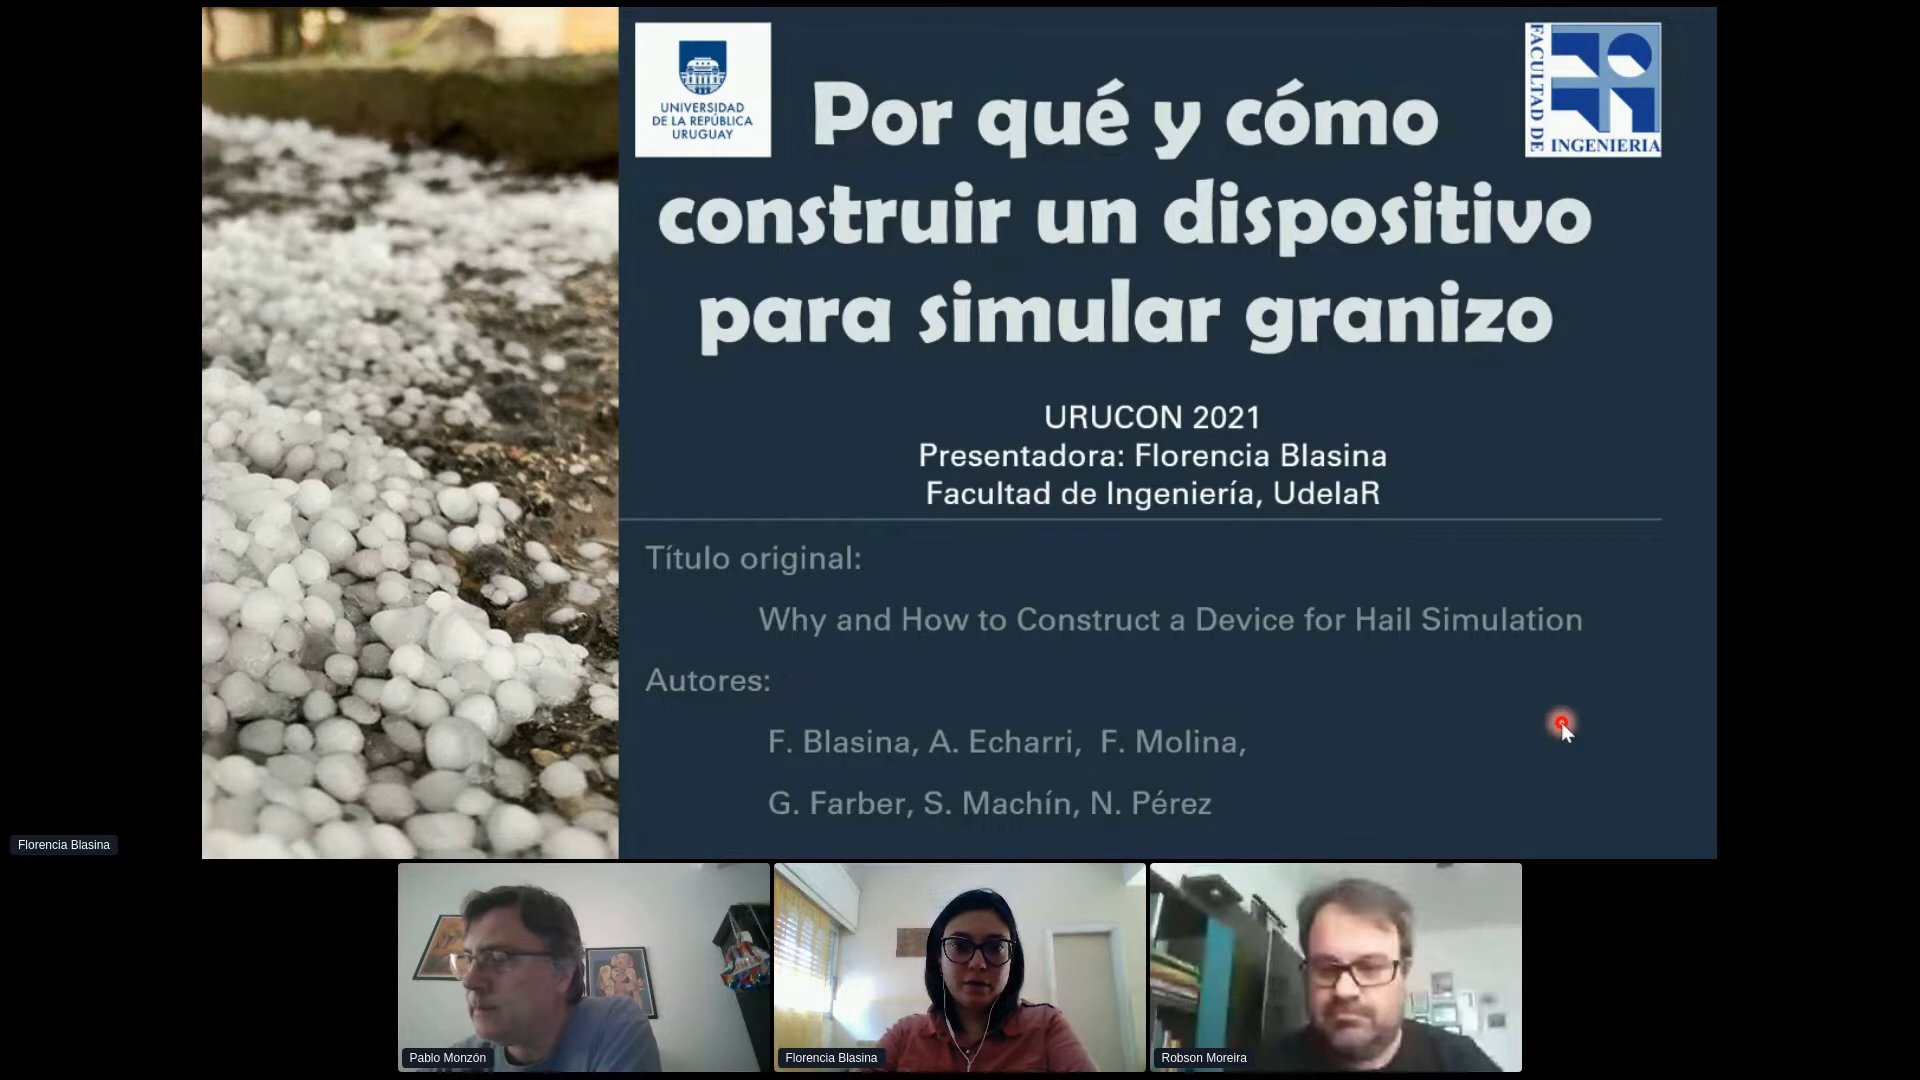 UNIVERSIDAD
DE LA REPÚBLICA
URUGUAY
FACULTAD DE
INGENIERIA
Por qué y cómo
construir un dispositivo
para simular granizo
URUCON 2021
Presentadora: Florencia Blasina
Facultad de Ingeniería, UdelaR
Título original:
Why and How to Construct a Device for Hail Simulation
Autores:
F. Blasina, A. Echarri, F. Molina,
G. Farber, S. Machín, N. Pérez
Florencia Blasina
Pablo Monzón
Florencia Blasina
Robson Moreira